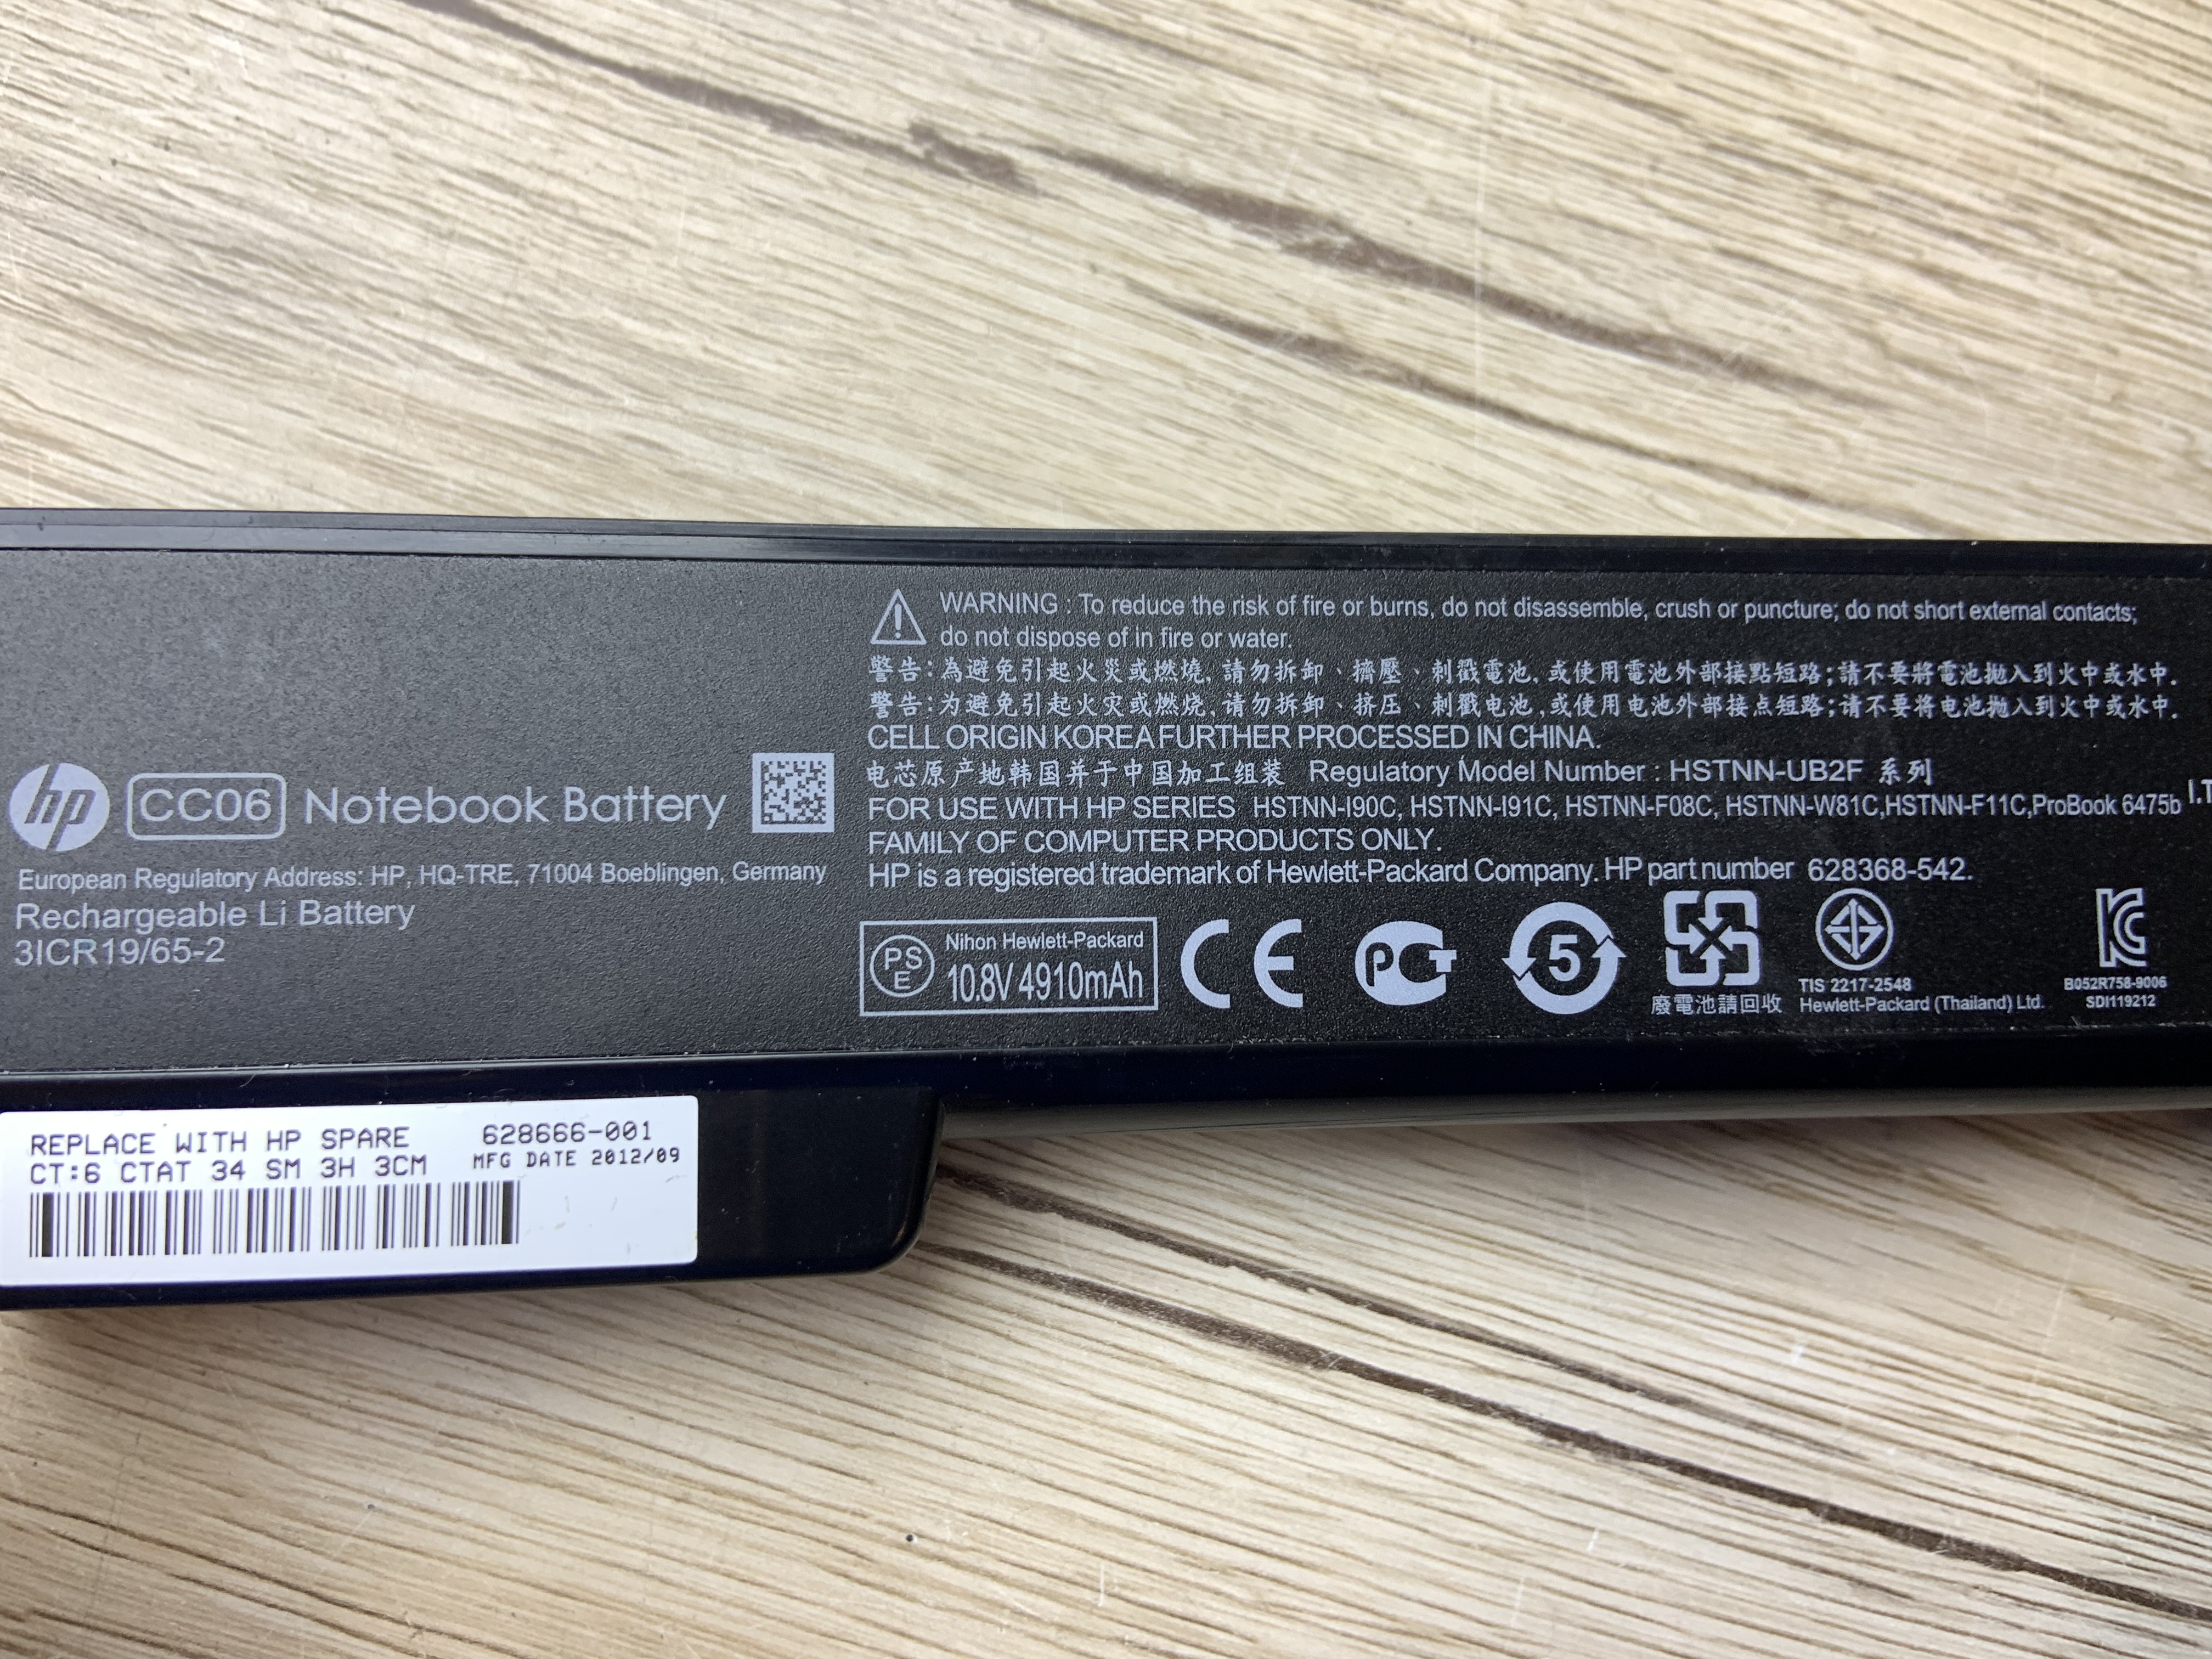 WARNING : To reduce the risk of fire or burns, do not disassemble, crush or puncture; do not short external contacts;
do not dispose of in fire or water.
警告:為避免引起火災或燃燒, 請勿拆卸、擠壓、刺戳電池, 或使用電池外部接點短路;請不要將電池拋入到火中或水中.
警告:为避免引起火灾或燃烧, 请勿拆卸、挤压、刺戳电池, 或使用电池外部接点短路;请不要将电池抛入到火中或水中.
CELL ORIGIN KOREA FURTHER PROCESSED IN CHINA.
电芯原产地韩国并于中国加工组装 Regulatory Model Number : HSTNN-UB2F 系列
FOR USE WITH HP SERIES HSTNN-I90C, HSTNN-I91C, HSTNN-F08C, HSTNN-W81C,HSTNN-F11C,ProBook 6475b
FAMILY OF COMPUTER PRODUCTS ONLY.
HP is a registered trademark of Hewlett-Packard Company. HP part number 628368-542.
hp CC06 Notebook Battery
European Regulatory Address: HP, HQ-TRE, 71004 Boeblingen, Germany
Rechargeable Li Battery
3ICR19/65-2
PS
E
Nihon Hewlett-Packard
10.8V 4910mAh
CE
PCT
5
廢電池請回收
TIS 2217-2548
Hewlett-Packard (Thailand) Ltd.
B052R758-9006
SDI119212
REPLACE WITH HP SPARE 628666-001
CT:6 CTAT 34 SM 3H 3CM MFG DATE 2012/09